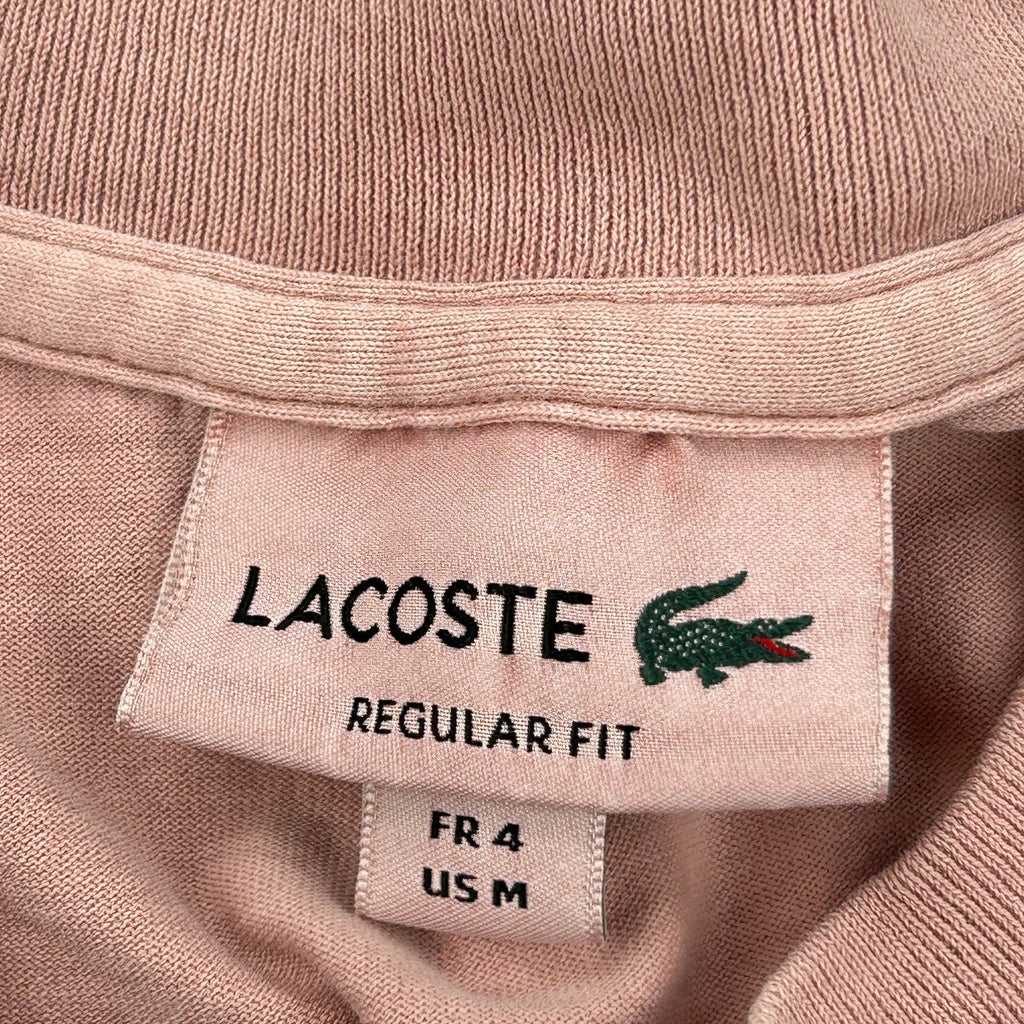 LACOSTE
REGULAR FIT
FR 4
US M